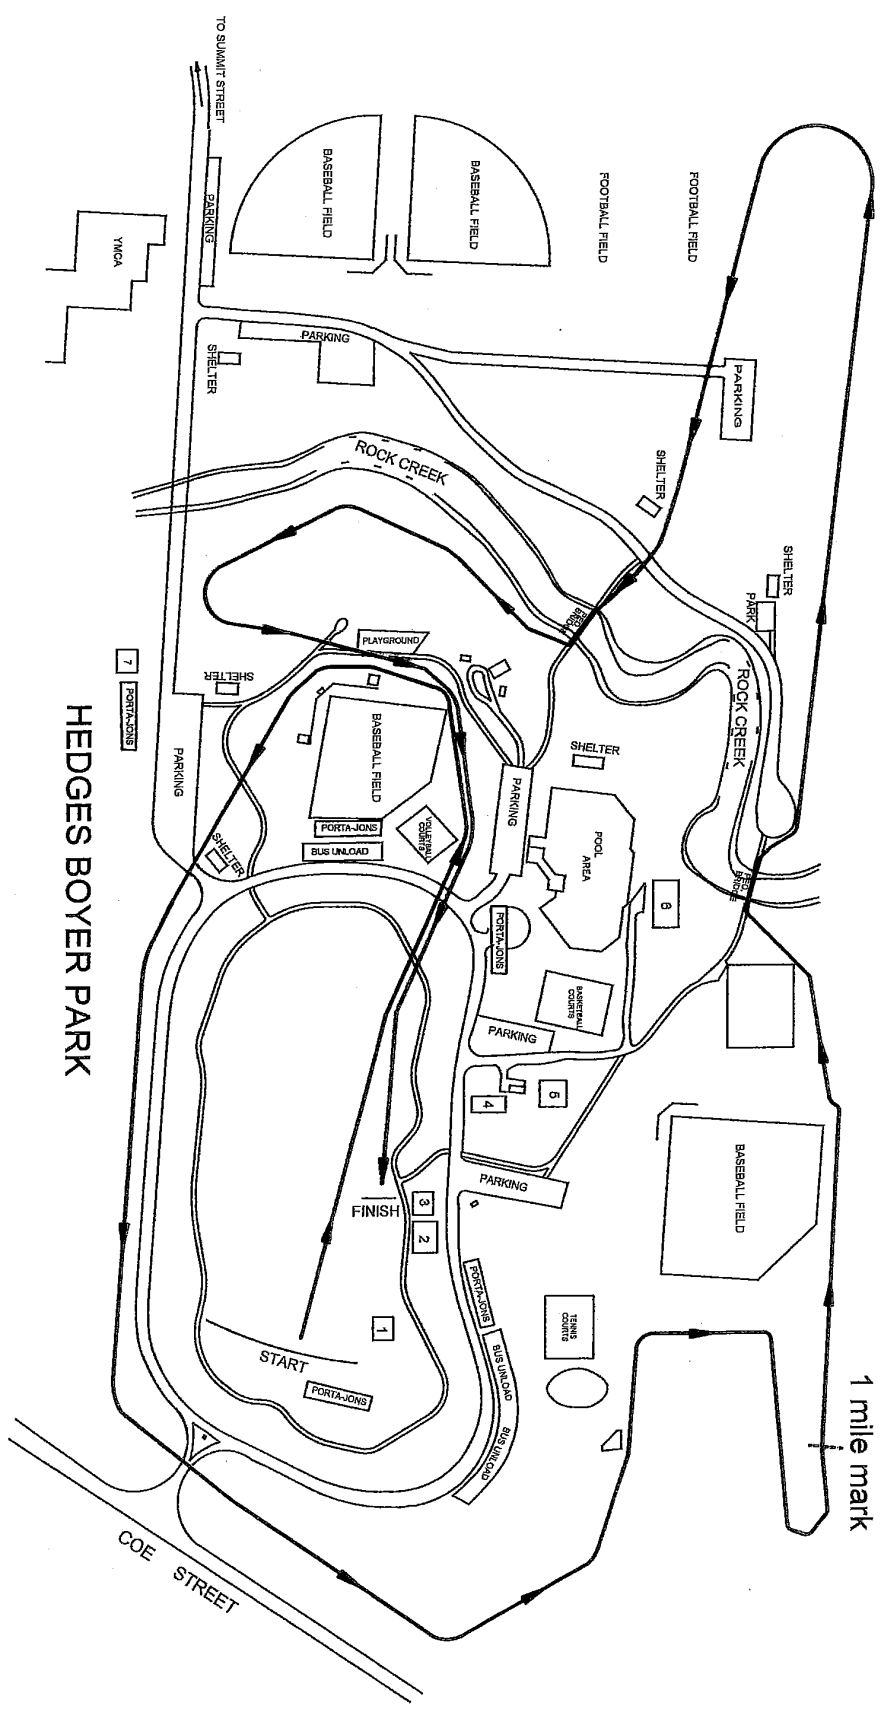 TO SUMMIT STREET
BASEBALL FIELD
BASEBALL FIELD
FOOTBALL FIELD
FOOTBALL FIELD
PARKING
YMCA
PARKING
SHELTER
PARKING
ROCK CREEK
SHELTER
SHELTER
PARK
PED.
BRIDGE
ROCK CREEK
PLAYGROUND
SHELTER
7
PORTA-JONS
PARKING
HEDGES BOYER PARK
BASEBALL FIELD
SHELTER
PARKING
POOL
AREA
VOLLEYBALL
COURTS
PORTA-JONS
BUS UNLOAD
SHELTER
PED.
BRIDGE
6
PORTA-JONS
BASKETBALL
COURTS
PARKING
4
5
BASEBALL FIELD
PARKING
FINISH
3
2
1
START
PORTA-JONS
PORTA-JONS
BUS UNLOAD
BUS UNLOAD
TENNIS
COURTS
1 mile mark
COE STREET